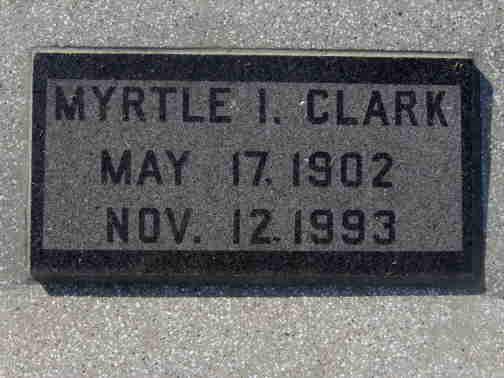 MYRTLE I. CLARK
MAY 17. 1902
NOV. 12. 1993